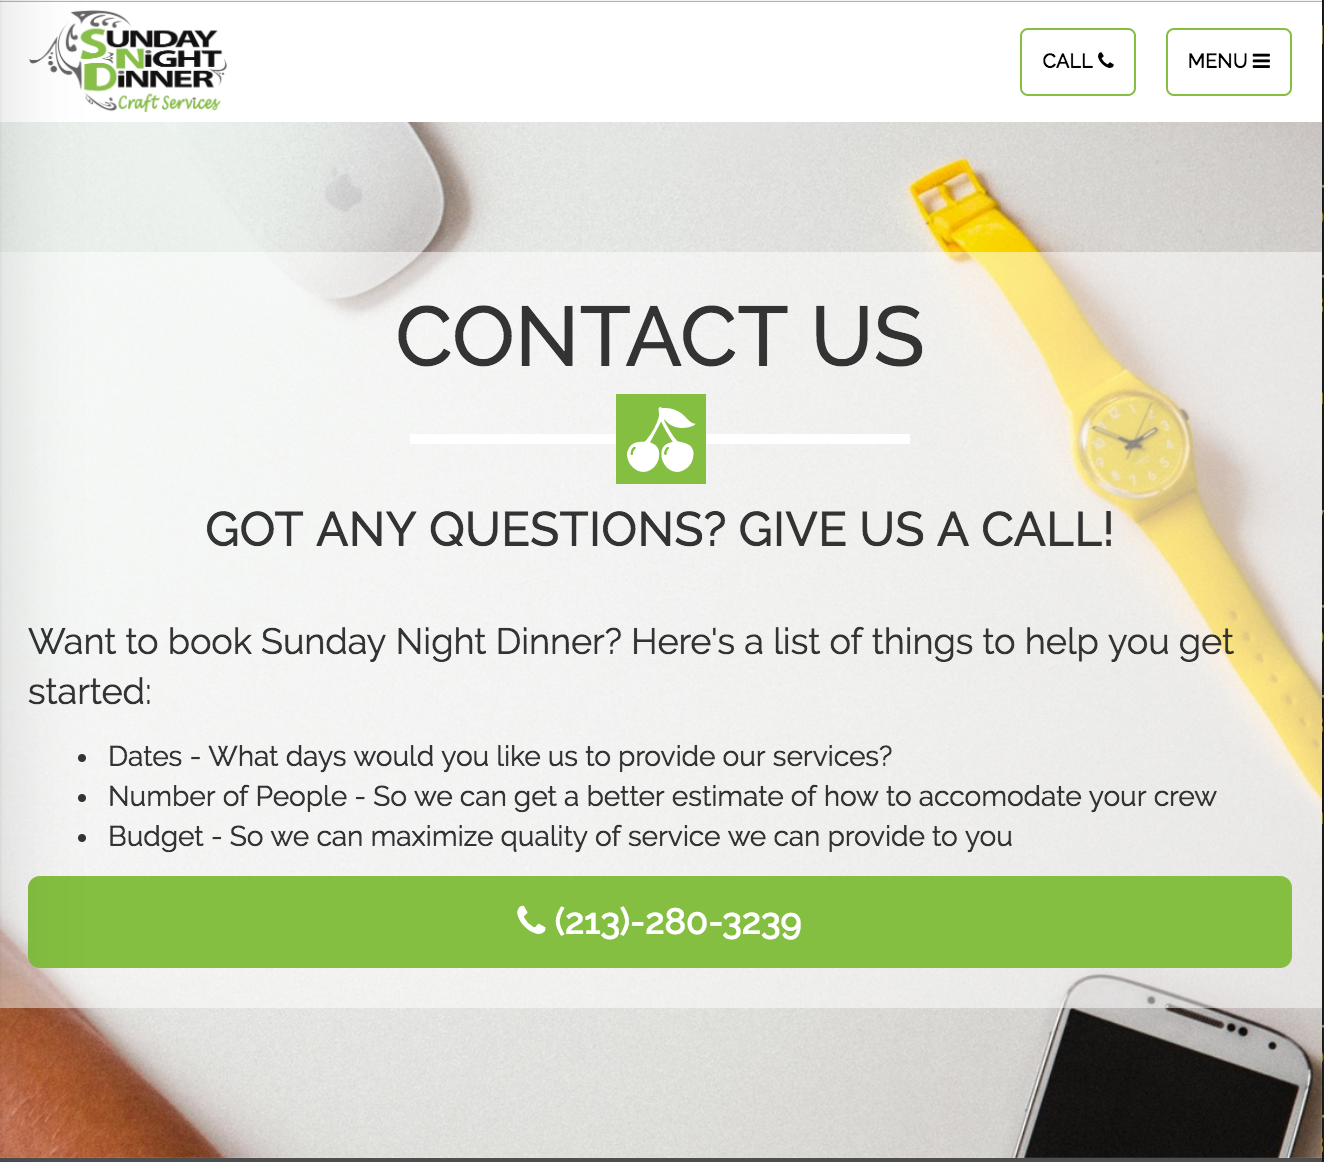 SUNDAY
NIGHT
DINNER
Craft Services
CALL
MENU
CONTACT US
GOT ANY QUESTIONS? GIVE US A CALL!
Want to book Sunday Night Dinner? Here's a list of things to help you get
started:
• Dates - What days would you like us to provide our services?
• Number of People - So we can get a better estimate of how to accomodate your crew
• Budget - So we can maximize quality of service we can provide to you
(213)-280-3239